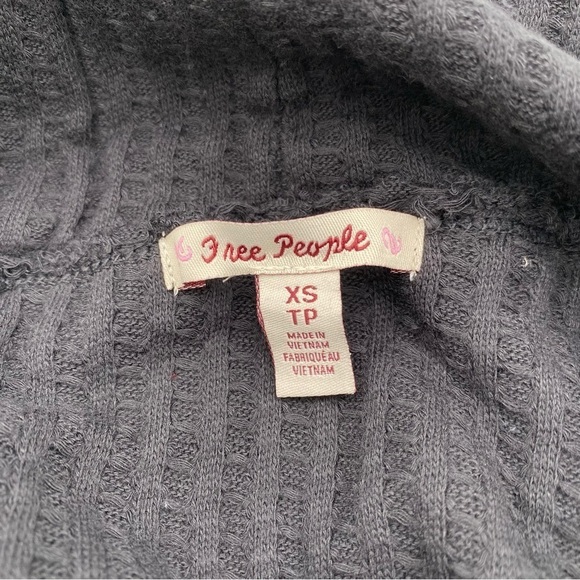 Free People
XS
TP
MADE IN
VIETNAM
FABRIQUÉ AU
VIETNAM